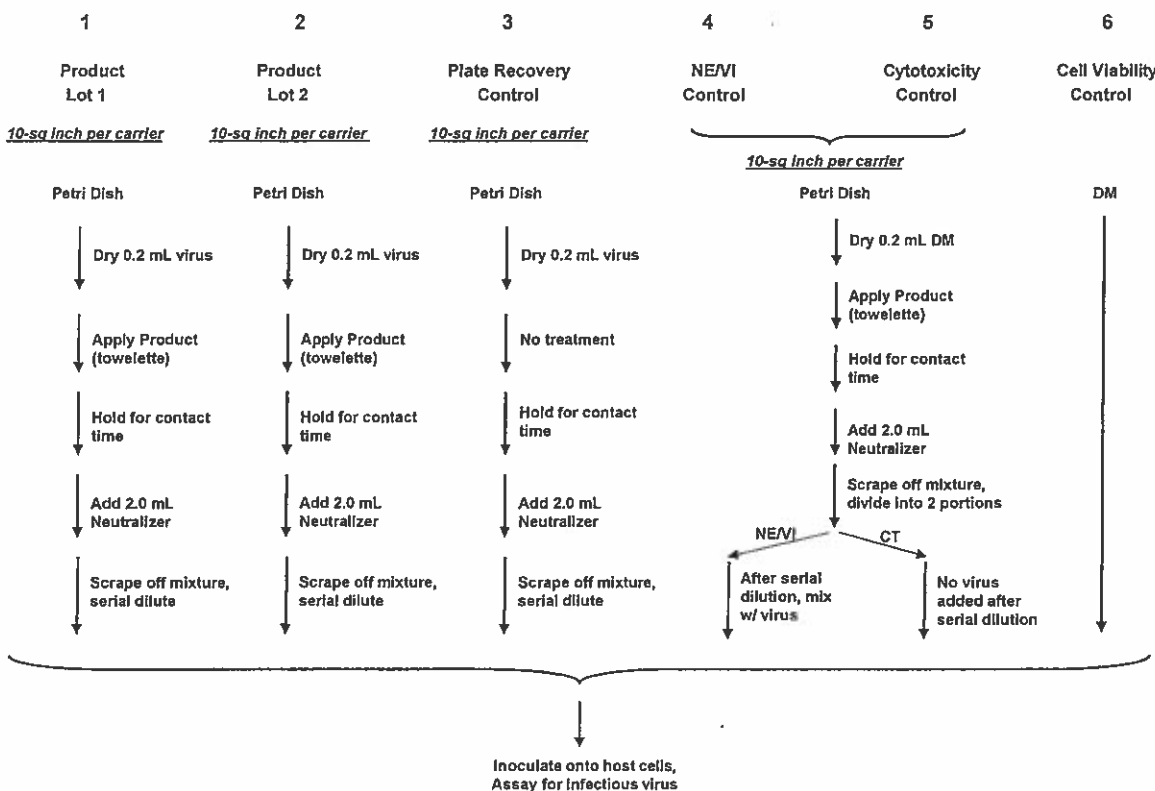 1
2
3
4
5
6
Product
Lot 1
Product
Lot 2
Plate Recovery
Control
NE/VI
Control
Cytotoxicity
Control
Cell Viability
Control
10-sq inch per carrier
10-sq inch per carrier
10-sq inch per carrier
10-sq inch per carrier
Petri Dish
Petri Dish
Petri Dish
Petri Dish
DM
Dry 0.2 mL virus
Dry 0.2 mL virus
Dry 0.2 mL virus
Dry 0.2 mL DM
Apply Product
(towelette)
Apply Product
(towelette)
No treatment
Apply Product
(towelette)
Hold for contact
time
Hold for contact
time
Hold for contact
time
Hold for contact
time
Add 2.0 mL
Neutralizer
Add 2.0 mL
Neutralizer
Add 2.0 mL
Neutralizer
Add 2.0 mL
Neutralizer
Scrape off mixture,
divide into 2 portions
NE/VI
CT
Scrape off mixture,
serial dilute
Scrape off mixture,
serial dilute
Scrape off mixture,
serial dilute
After serial
dilution, mix
w/ virus
No virus
added after
serial dilution
Inoculate onto host cells,
Assay for infectious virus